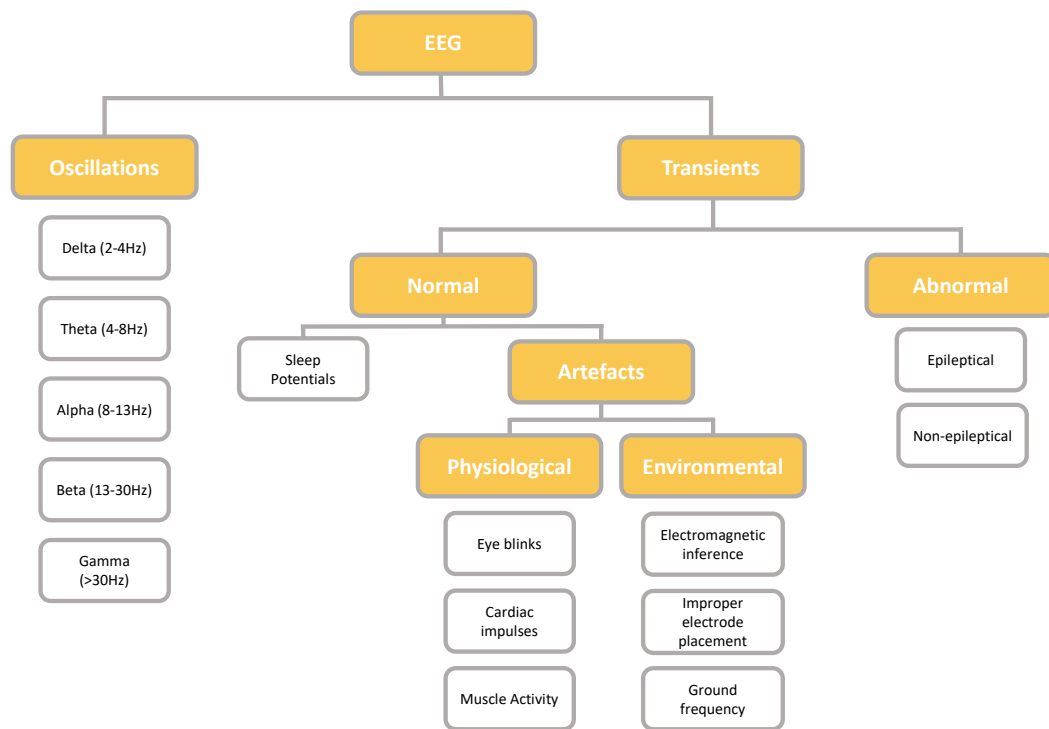 EEG
Oscillations
Transients
Delta (2-4Hz)
Theta (4-8Hz)
Alpha (8-13Hz)
Beta (13-30Hz)
Gamma
(>30Hz)
Normal
Abnormal
Sleep
Potentials
Artefacts
Epileptical
Non-epileptical
Physiological
Environmental
Eye blinks
Cardiac
impulses
Muscle Activity
Electromagnetic
inference
Improper
electrode
placement
Ground
frequency